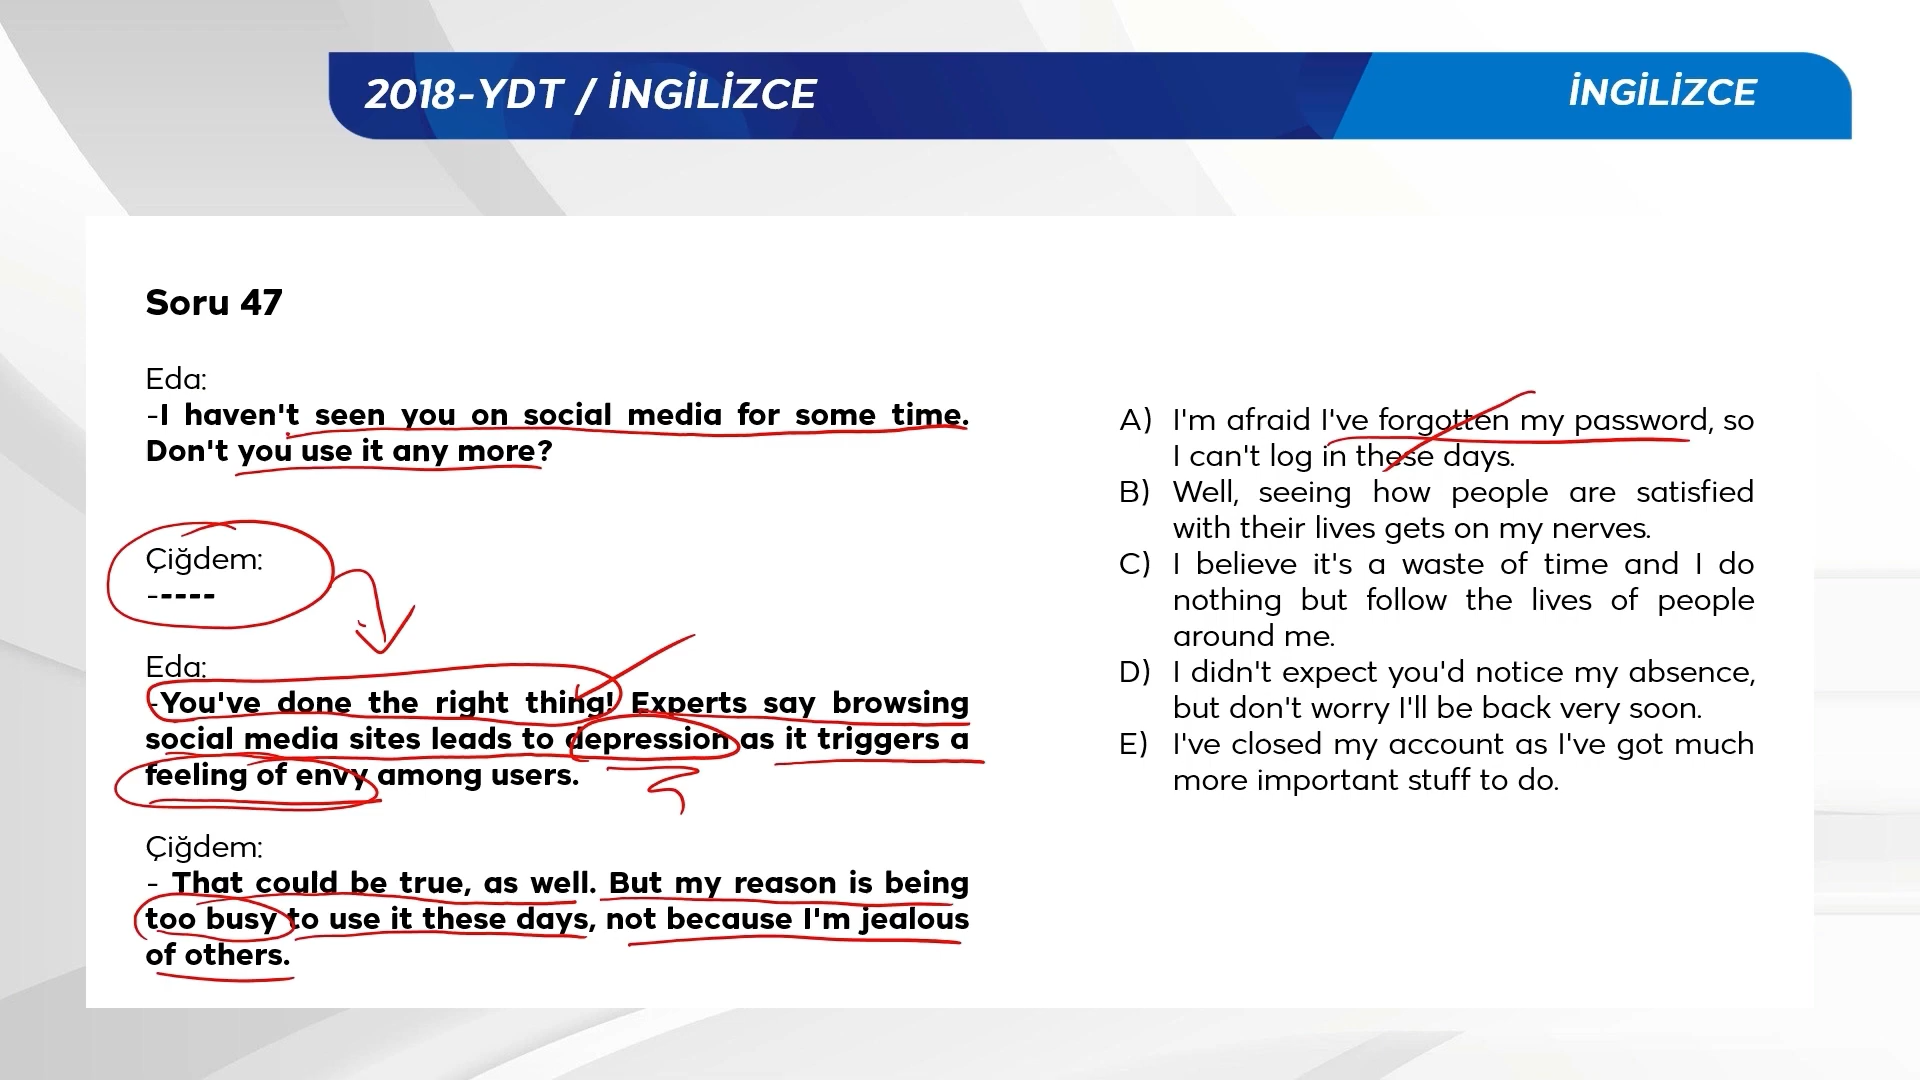 2018-YDT / İNGİLİZCE
İNGİLİZCE
Soru 47
Eda:
-I haven't seen you on social media for some time.
Don't you use it any more?
Çiğdem:
-----
Eda:
-You've done the right thing! Experts say browsing
social media sites leads to depression as it triggers a
feeling of envy among users.
Çiğdem:
- That could be true, as well. But my reason is being
too busy to use it these days, not because I'm jealous
of others.
A) I'm afraid I've forgotten my password, so
I can't log in these days.
B) Well, seeing how people are satisfied
with their lives gets on my nerves.
C) I believe it's a waste of time and I do
nothing but follow the lives of people
around me.
D) I didn't expect you'd notice my absence,
but don't worry I'll be back very soon.
E) I've closed my account as I've got much
more important stuff to do.